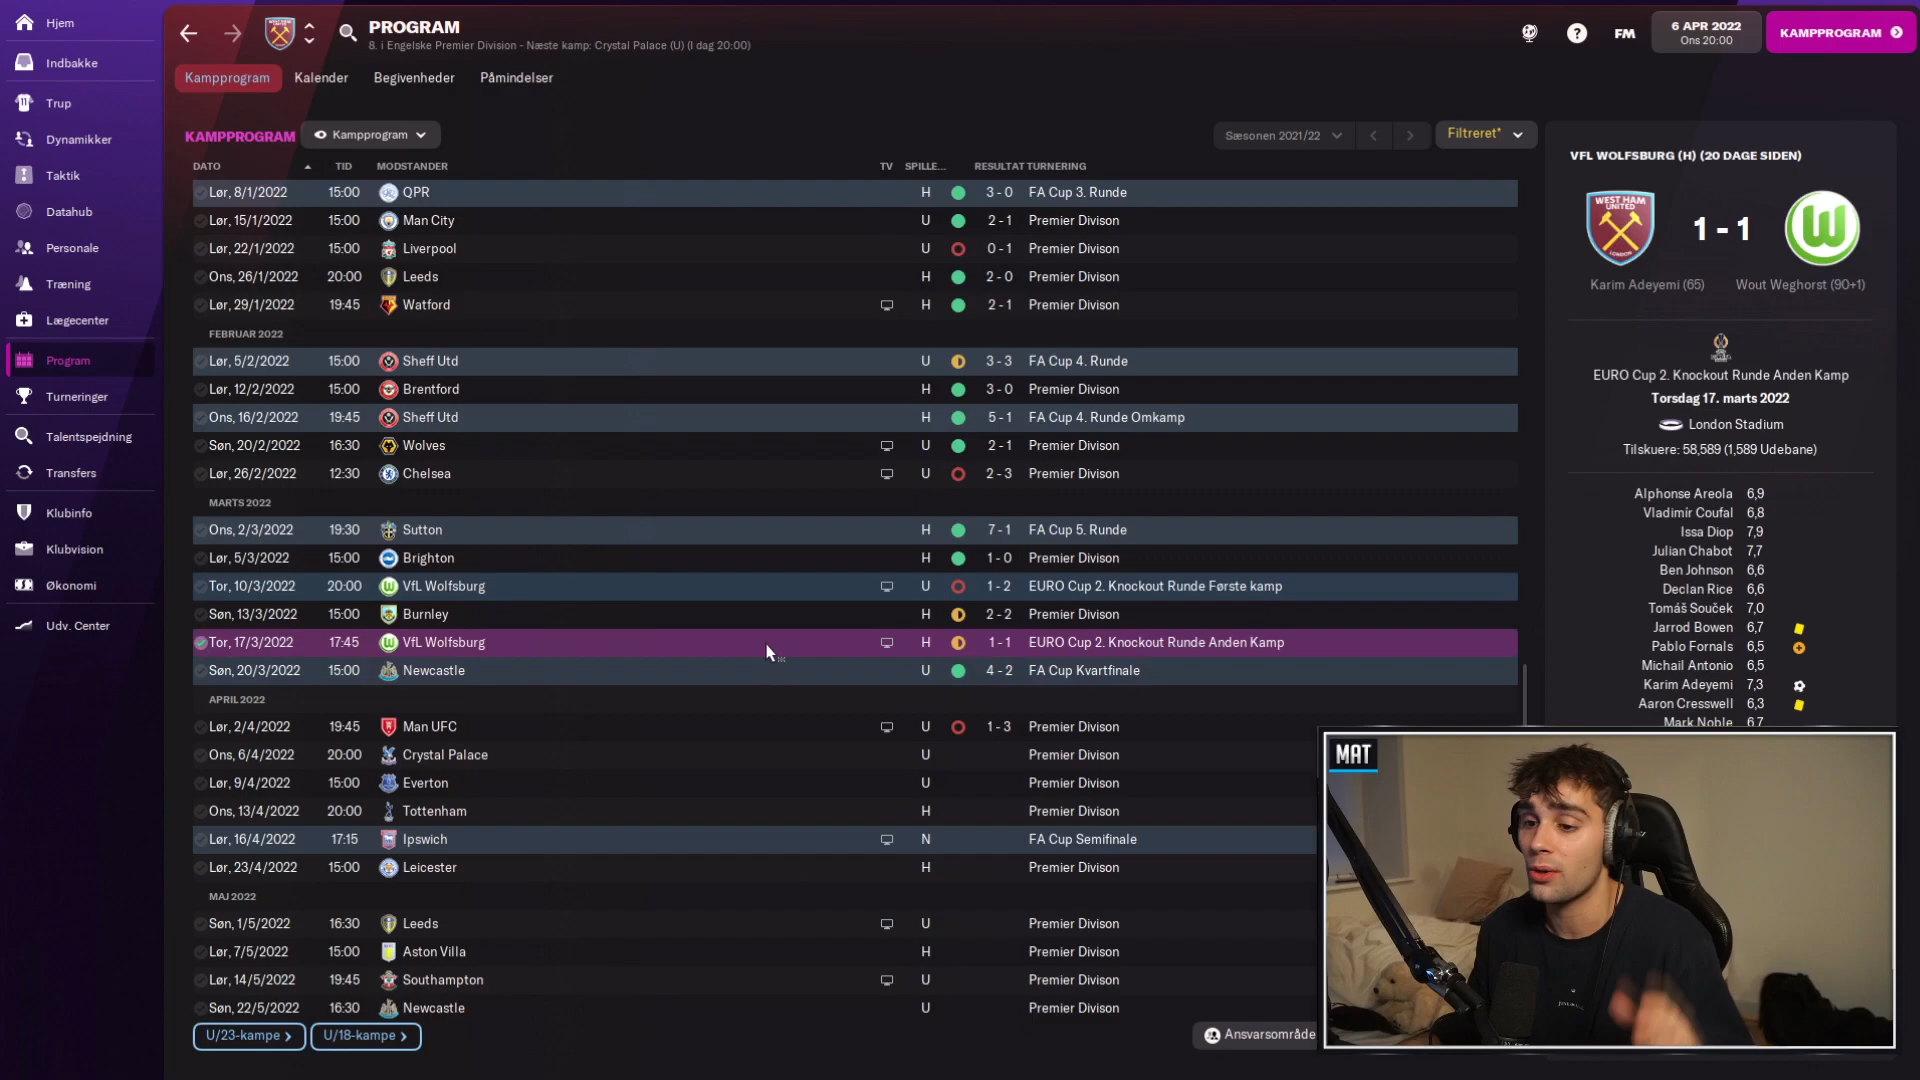 Hjem
Indbakke
Trup
Dynamikker
Taktik
Datahub
Personale
Træning
Lægecenter
Program
Turneringer
Talentspejdning
Transfers
Klubinfo
Klubvision
Økonomi
Udv. Center
PROGRAM
8. i Engelske Premier Division - Næste kamp: Crystal Palace (U) (I dag 20:00)
FM
6 APR 2022
Ons 20:00
KAMPPROGRAM
Kampprogram Kalender Begivenheder Påmindelser
KAMPPROGRAM Kampprogram Sæsonen 2021/22 Filtreret*
DATO TID MODSTANDER TV SPILLE... RESULTAT TURNERING
Lør, 8/1/2022 15:00 QPR H 3 - 0 FA Cup 3. Runde
Lør, 15/1/2022 15:00 Man City U 2 - 1 Premier Divison
Lør, 22/1/2022 15:00 Liverpool U 0 - 1 Premier Divison
Ons, 26/1/2022 20:00 Leeds H 2 - 0 Premier Divison
Lør, 29/1/2022 19:45 Watford H 2 - 1 Premier Divison
FEBRUAR 2022
Lør, 5/2/2022 15:00 Sheff Utd U 3 - 3 FA Cup 4. Runde
Lør, 12/2/2022 15:00 Brentford H 3 - 0 Premier Divison
Ons, 16/2/2022 19:45 Sheff Utd H 5 - 1 FA Cup 4. Runde Omkamp
Søn, 20/2/2022 16:30 Wolves U 2 - 1 Premier Divison
Lør, 26/2/2022 12:30 Chelsea U 2 - 3 Premier Divison
MARTS 2022
Ons, 2/3/2022 19:30 Sutton H 7 - 1 FA Cup 5. Runde
Lør, 5/3/2022 15:00 Brighton H 1 - 0 Premier Divison
Tor, 10/3/2022 20:00 VfL Wolfsburg U 1 - 2 EURO Cup 2. Knockout Runde Første kamp
Søn, 13/3/2022 15:00 Burnley H 2 - 2 Premier Divison
Tor, 17/3/2022 17:45 VfL Wolfsburg H 1 - 1 EURO Cup 2. Knockout Runde Anden Kamp
Søn, 20/3/2022 15:00 Newcastle U 4 - 2 FA Cup Kvartfinale
APRIL 2022
Lør, 2/4/2022 19:45 Man UFC U 1 - 3 Premier Divison
Ons, 6/4/2022 20:00 Crystal Palace U Premier Divison
Lør, 9/4/2022 15:00 Everton U Premier Divison
Ons, 13/4/2022 20:00 Tottenham H Premier Divison
Lør, 16/4/2022 17:15 Ipswich N FA Cup Semifinale
Lør, 23/4/2022 15:00 Leicester H Premier Divison
MAJ 2022
Søn, 1/5/2022 16:30 Leeds U Premier Divison
Lør, 7/5/2022 15:00 Aston Villa H Premier Divison
Lør, 14/5/2022 19:45 Southampton U Premier Divison
Søn, 22/5/2022 16:30 Newcastle U Premier Divison
U/23-kampe U/18-kampe Ansvarsområde
VFL WOLFSBURG (H) (20 DAGE SIDEN)
WEST HAM UNITED LONDON
1 - 1
Karim Adeyemi (65) Wout Weghorst (90+1)
EURO Cup 2. Knockout Runde Anden Kamp
Torsdag 17. marts 2022
London Stadium
Tilskuere: 58,589 (1,589 Udebane)
Alphonse Areola 6,9
Vladimír Coufal 6,8
Issa Diop 7,9
Julian Chabot 7,7
Ben Johnson 6,6
Declan Rice 6,6
Tomáš Souček 7,0
Jarrod Bowen 6,7
Pablo Fornals 6,5
Michail Antonio 6,5
Karim Adeyemi 7,3
Aaron Cresswell 6,3
Mark Noble 6,7
MAT